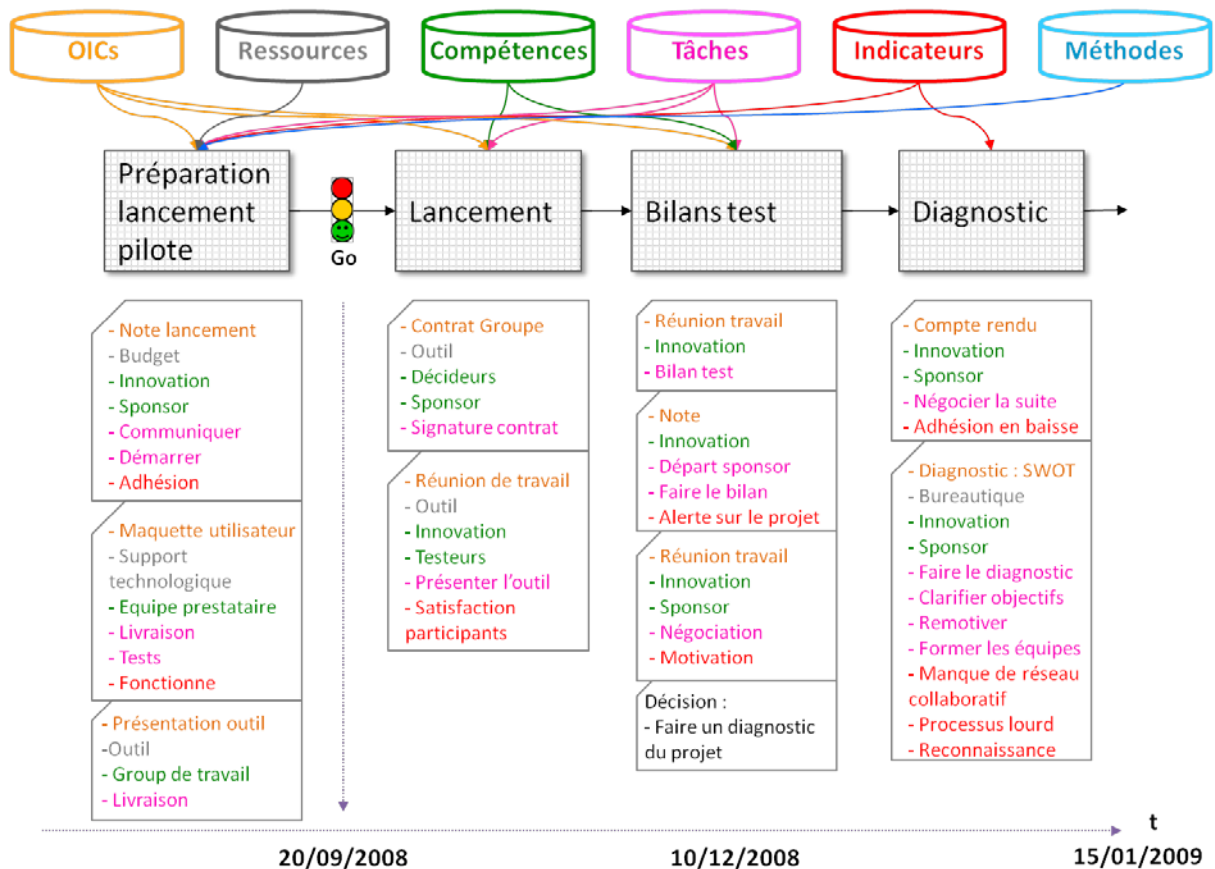 OICs
Ressources
Compétences
Tâches
Indicateurs
Méthodes
Préparation
lancement
pilote
Go
Lancement
Bilans test
Diagnostic
- Note lancement
- Budget
- Innovation
- Sponsor
- Communiquer
- Démarrer
- Adhésion
- Maquette utilisateur
- Support
technologique
- Equipe prestataire
- Livraison
- Tests
- Fonctionne
- Présentation outil
-Outil
- Group de travail
- Livraison
- Contrat Groupe
- Outil
- Décideurs
- Sponsor
- Signature contrat
- Réunion de travail
- Outil
- Innovation
- Testeurs
- Présenter l'outil
- Satisfaction
participants
- Réunion travail
- Innovation
- Bilan test
- Note
- Innovation
- Départ sponsor
- Faire le bilan
- Alerte sur le projet
- Réunion travail
- Innovation
- Sponsor
- Négociation
- Motivation
Décision :
- Faire un diagnostic
du projet
- Compte rendu
- Innovation
- Sponsor
- Négocier la suite
- Adhésion en baisse
- Diagnostic : SWOT
- Bureautique
- Innovation
- Sponsor
- Faire le diagnostic
- Clarifier objectifs
- Remotiver
- Former les équipes
- Manque de réseau
collaboratif
- Processus lourd
- Reconnaissance
t
20/09/2008
10/12/2008
15/01/2009